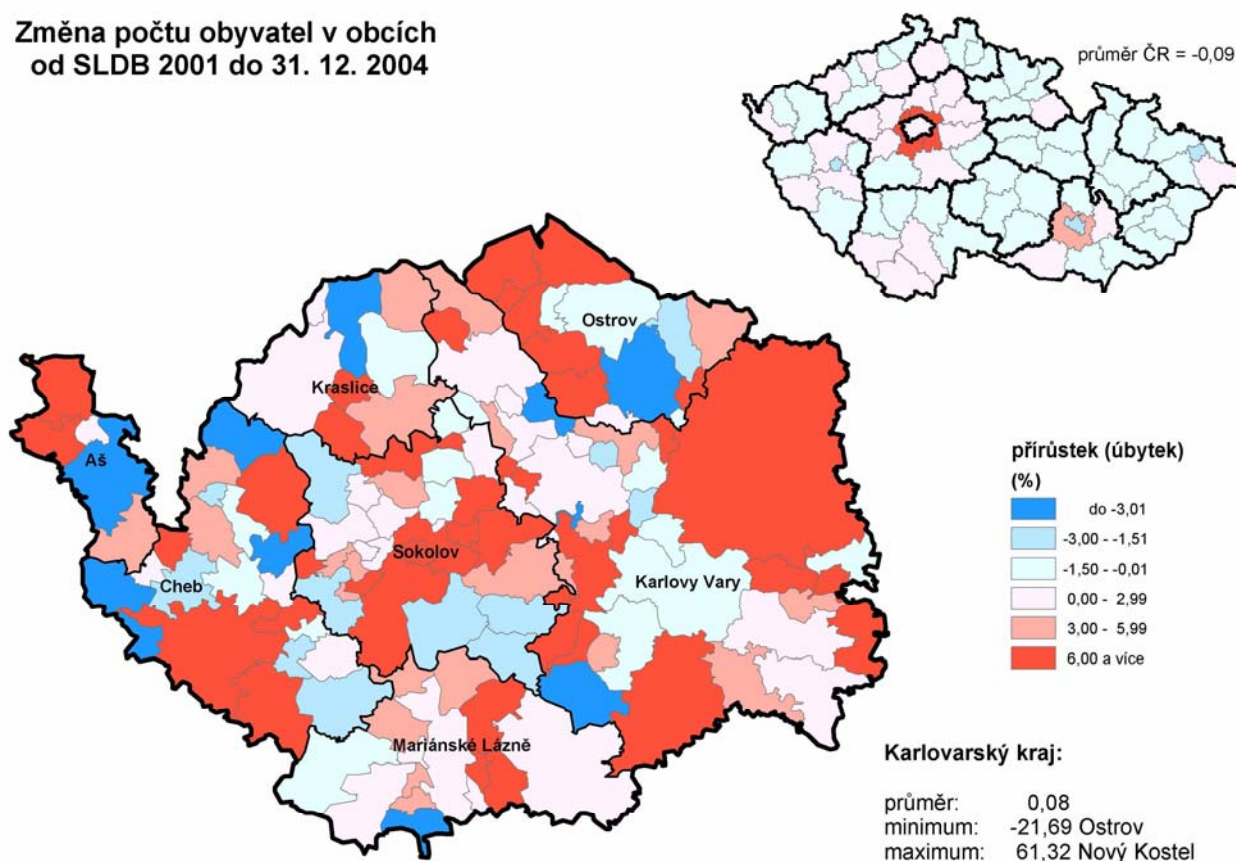 Změna počtu obyvatel v obcích
od SLDB 2001 do 31. 12. 2004
průměr ČR = -0,09
Ostrov
Kraslice
Aš
Sokolov
Cheb
Karlovy Vary
Mariánské Lázně
přírůstek (úbytek)
(%)
do -3,01
-3,00 - -1,51
-1,50 - -0,01
0,00 - 2,99
3,00 - 5,99
6,00 a více
Karlovarský kraj:
průměr: 0,08
minimum: -21,69 Ostrov
maximum: 61,32 Nový Kostel